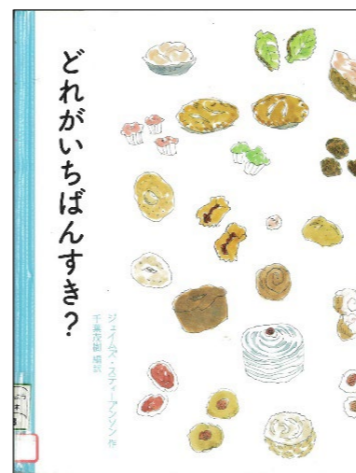 どれがいちばんすき？
ジェイムズ・スティーヴンソン 作
千葉茂樹 編訳